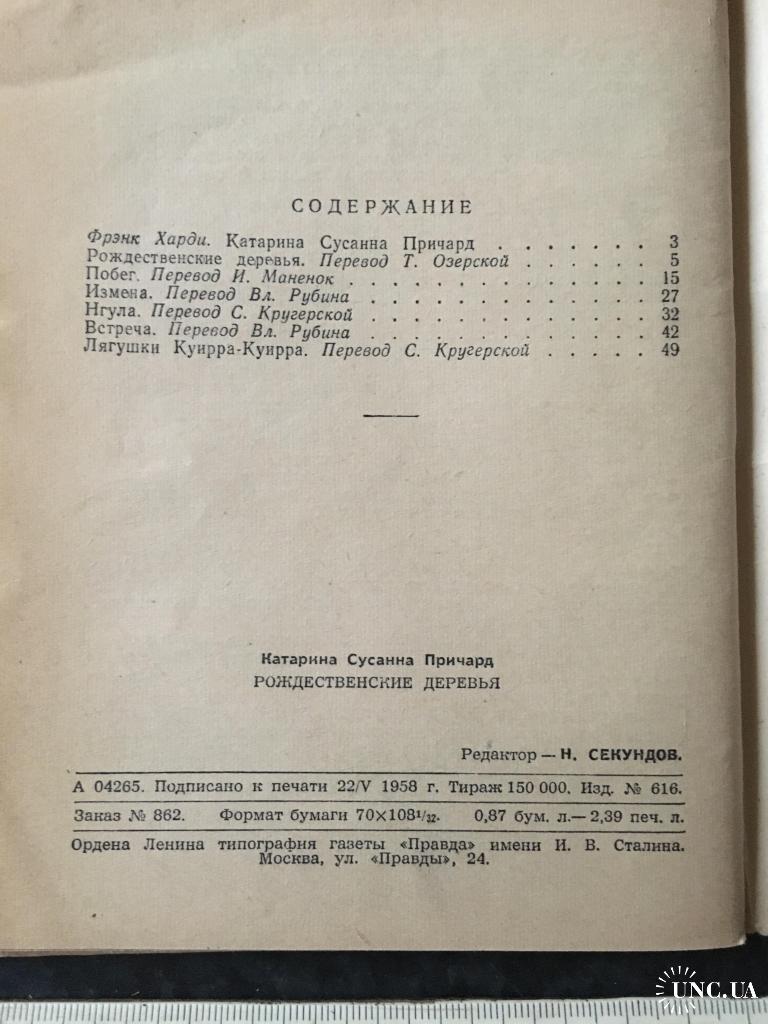 СОДЕРЖАНИЕ
Фрэнк Харди. Катарина Сусанна Причард . . . . . . . 3
Рождественские деревья. Перевод Т. Озерской . . . . . . 5
Побег. Перевод И. Маненок . . . . . . . . . . . . . 15
Измена. Перевод Вл. Рубина . . . . . . . . . . . . . 27
Нгула. Перевод С. Кругерской . . . . . . . . . . . . . 32
Встреча. Перевод Вл. Рубина . . . . . . . . . . . . . 42
Лягушки Куирра-Куирра. Перевод С. Кругерской . . . . . 49
Катарина Сусанна Причард
РОЖДЕСТВЕНСКИЕ ДЕРЕВЬЯ
Редактор — Н. СЕКУНДОВ.
А 04265. Подписано к печати 22/V 1958 г. Тираж 150 000. Изд. № 616.
Заказ № 862. Формат бумаги 70×108¹/₃₂. 0,87 бум. л.— 2,39 печ. л.
Ордена Ленина типография газеты «Правда» имени И. В. Сталина.
Москва, ул. «Правды», 24.
UNC.UA